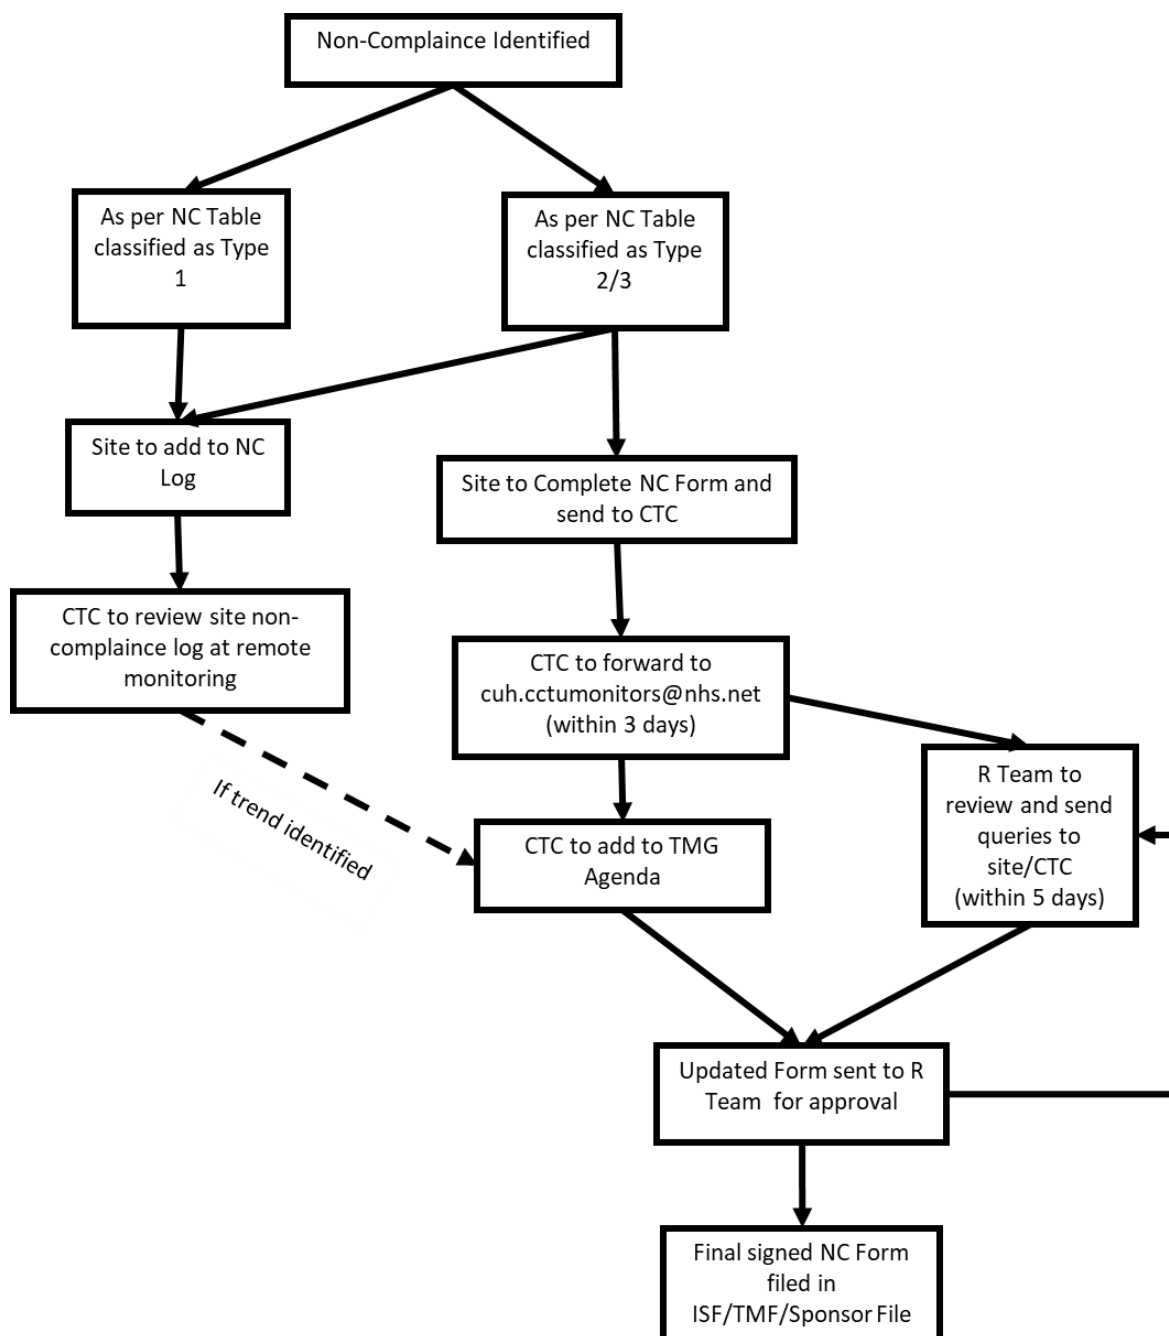 Non-Complaince Identified
As per NC Table
classified as Type
1
As per NC Table
classified as Type
2/3
Site to add to NC
Log
Site to Complete NC Form and
send to CTC
CTC to review site non-
complaince log at remote
monitoring
CTC to forward to
cuh.cctumonitors@nhs.net
(within 3 days)
If trend identified
R Team to
review and send
queries to
site/CTC
(within 5 days)
CTC to add to TMG
Agenda
Updated Form sent to R
Team for approval
Final signed NC Form
filed in
ISF/TMF/Sponsor File